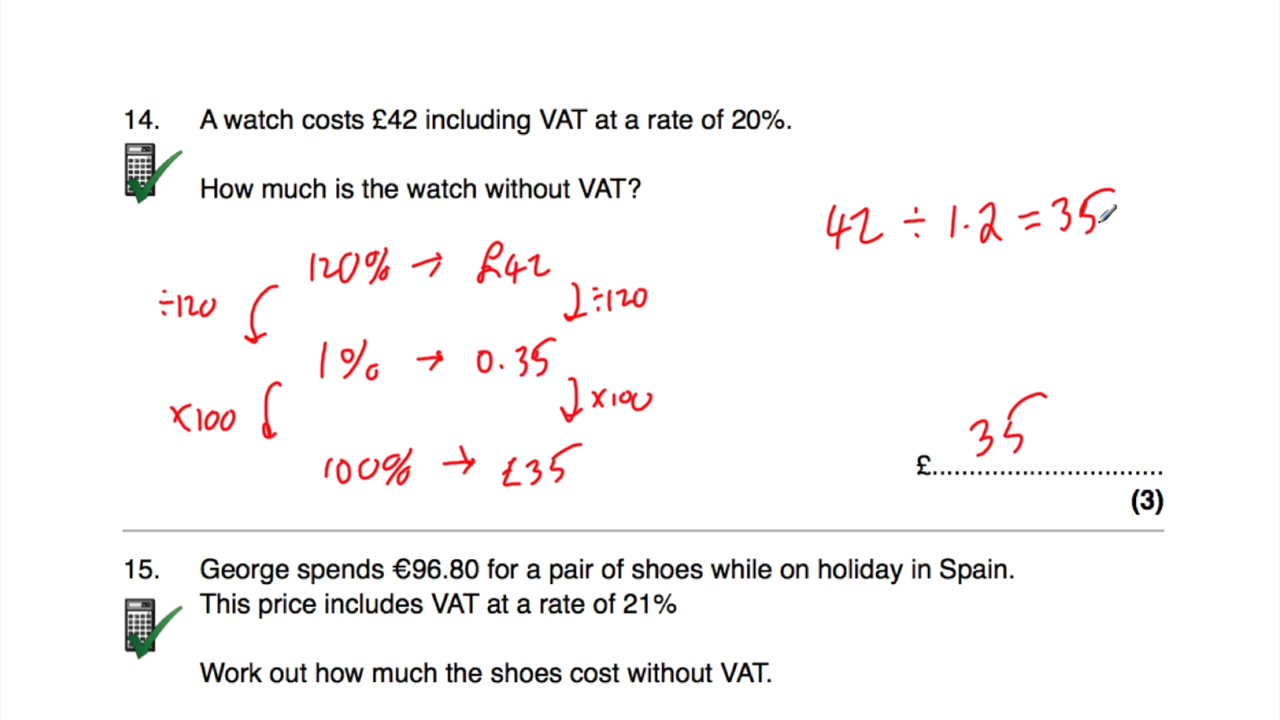 14. A watch costs £42 including VAT at a rate of 20%.
How much is the watch without VAT?
42 ÷ 1.2 = 35
120% → £42
÷120 ÷120
1% → 0.35
×100 ×100
100% → £35
£35
(3)
15. George spends €96.80 for a pair of shoes while on holiday in Spain.
This price includes VAT at a rate of 21%
Work out how much the shoes cost without VAT.